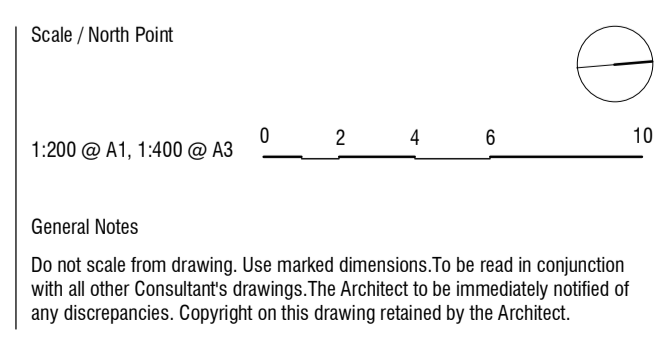 Scale / North Point
0 2 4 6 10
1:200 @ A1, 1:400 @ A3
General Notes
Do not scale from drawing. Use marked dimensions.To be read in conjunction
with all other Consultant's drawings.The Architect to be immediately notified of
any discrepancies. Copyright on this drawing retained by the Architect.